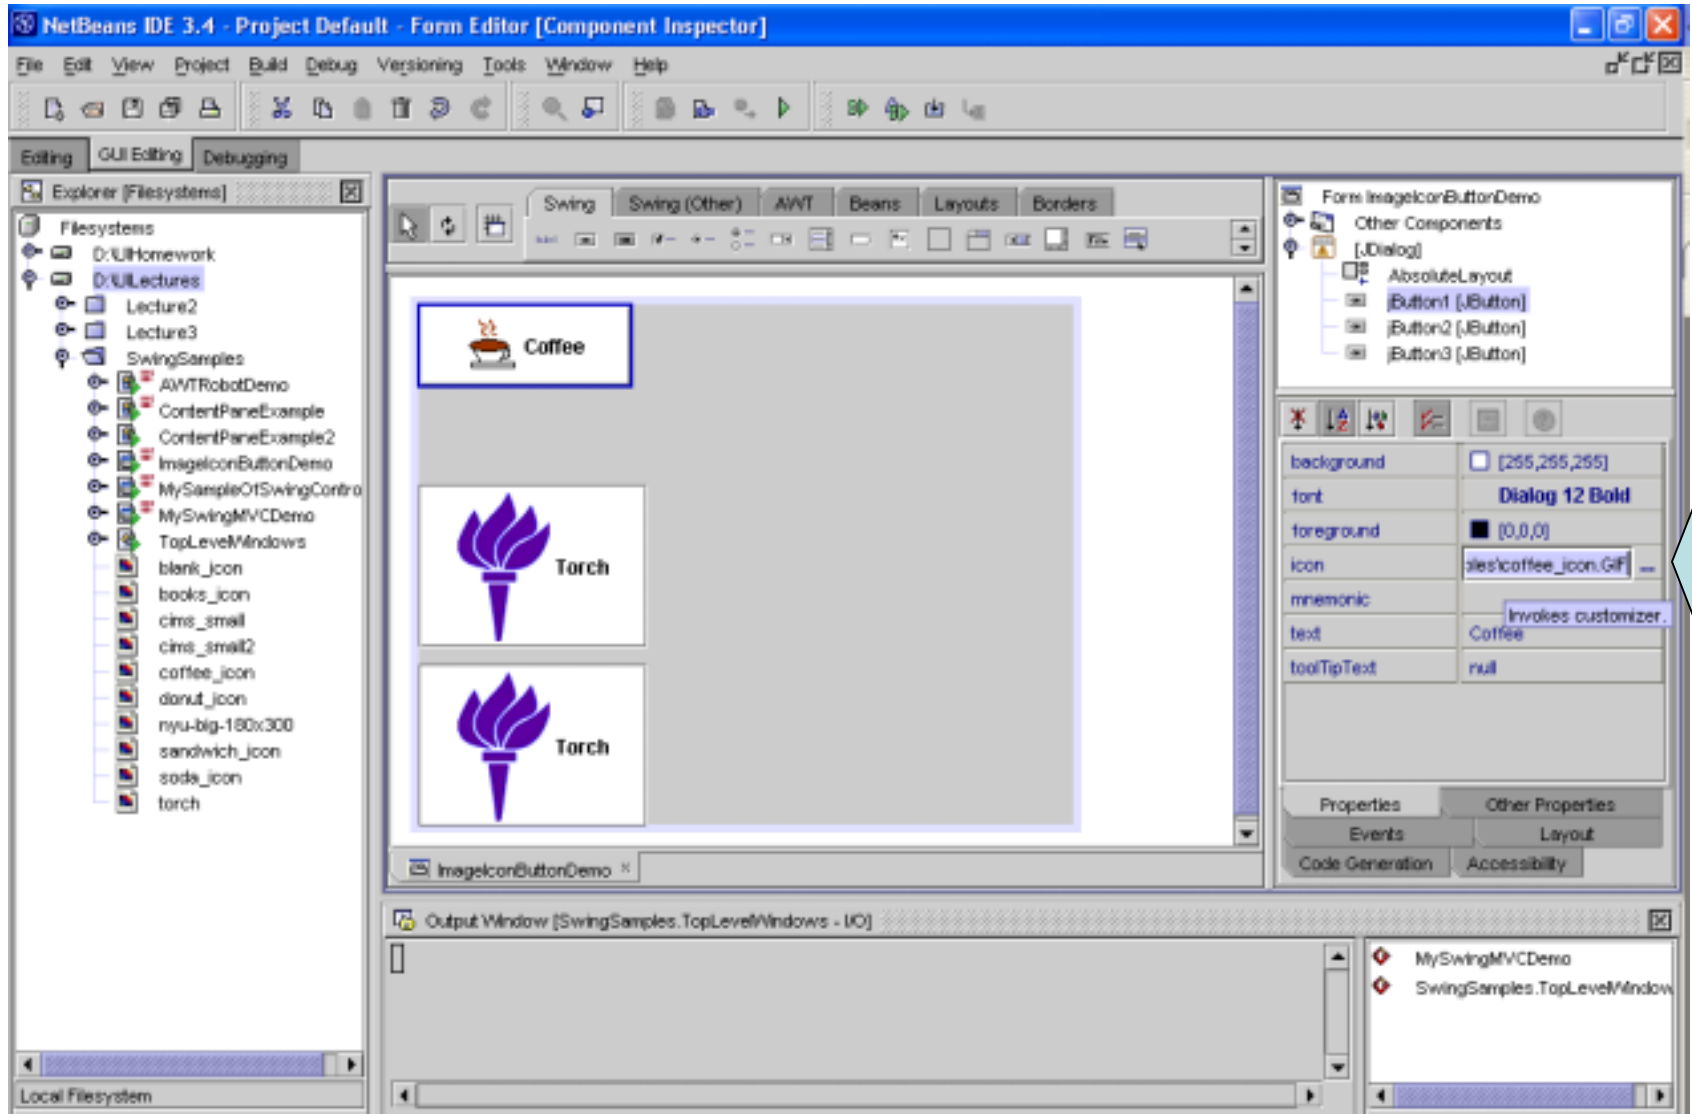 NetBeans IDE 3.4 - Project Default - Form Editor [Component Inspector]
File Edit View Project Build Debug Versioning Tools Window Help
Editing GUI Editing Debugging
Explorer [Filesystems]
Filesystems
D:\UIHomework
D:\UILectures
Lecture2
Lecture3
SwingSamples
AWTRobotDemo
ContentPaneExample
ContentPaneExample2
ImageIconButtonDemo
MySampleOfSwingContro
MySwingMVCDemo
TopLevelWindows
blank_icon
books_icon
cims_small
cims_small2
coffee_icon
donut_icon
nyu-big-180x300
sandwich_icon
soda_icon
torch
Local Filesystem
Swing Swing (Other) AWT Beans Layouts Borders
Coffee
Torch
Torch
ImageIconButtonDemo
Form ImageIconButtonDemo
Other Components
[JDialog]
AbsoluteLayout
jButton1 [JButton]
jButton2 [JButton]
jButton3 [JButton]
background [255,255,255]
font Dialog 12 Bold
foreground [0,0,0]
icon ples\coffee_icon.GIF ...
mnemonic
Invokes customizer.
text Coffee
toolTipText null
Properties Other Properties
Events Layout
Code Generation Accessibility
Output Window [SwingSamples.TopLevelWindows - I/O]
MySwingMVCDemo
SwingSamples.TopLevelWindow